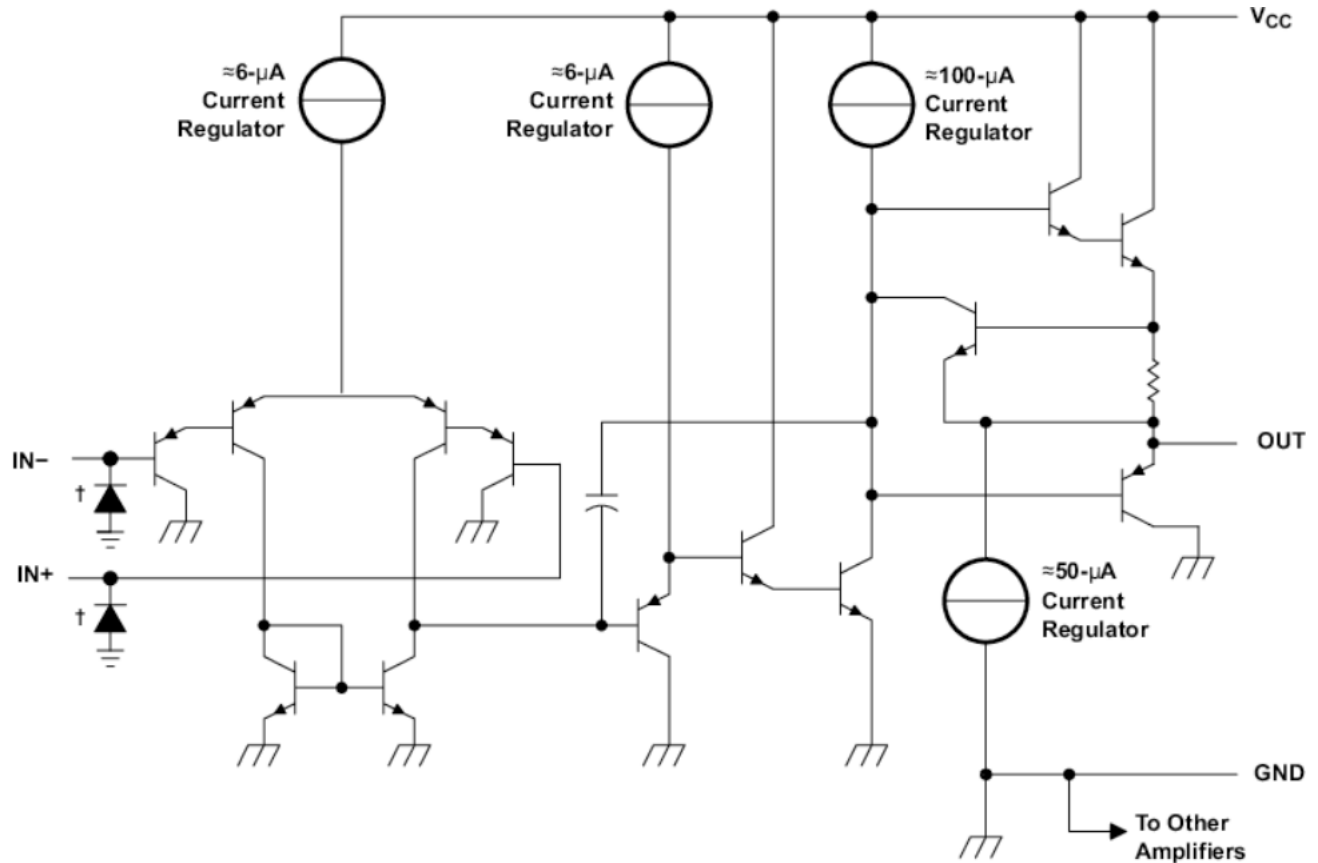 V_CC
≈6-µA
Current
Regulator
≈6-µA
Current
Regulator
≈100-µA
Current
Regulator
IN−
†
OUT
IN+
†
≈50-µA
Current
Regulator
GND
To Other
Amplifiers